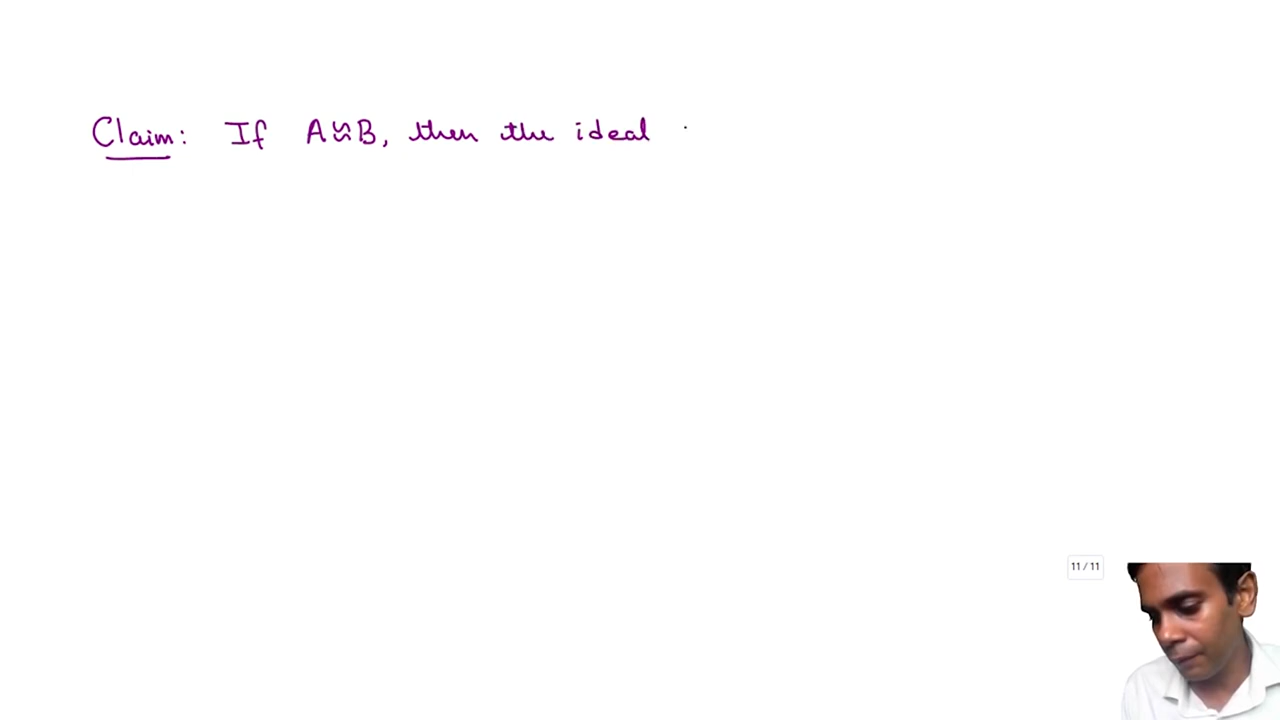 Claim: If A≈B, then the ideal
11 / 11